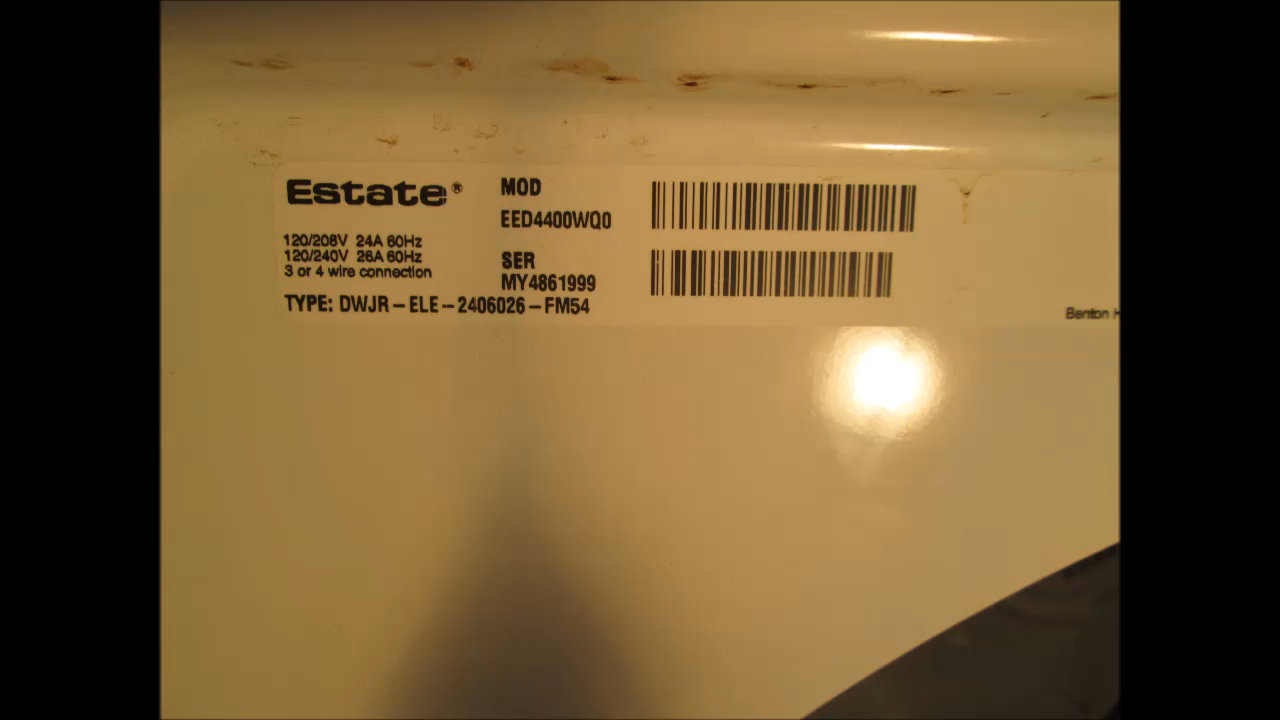 Estate®
120/208V 24A 60Hz
120/240V 26A 60Hz
3 or 4 wire connection
TYPE: DWJR-ELE--2406026-FM54
MOD
EED4400WQ0
SER
MY4861999
Benton H